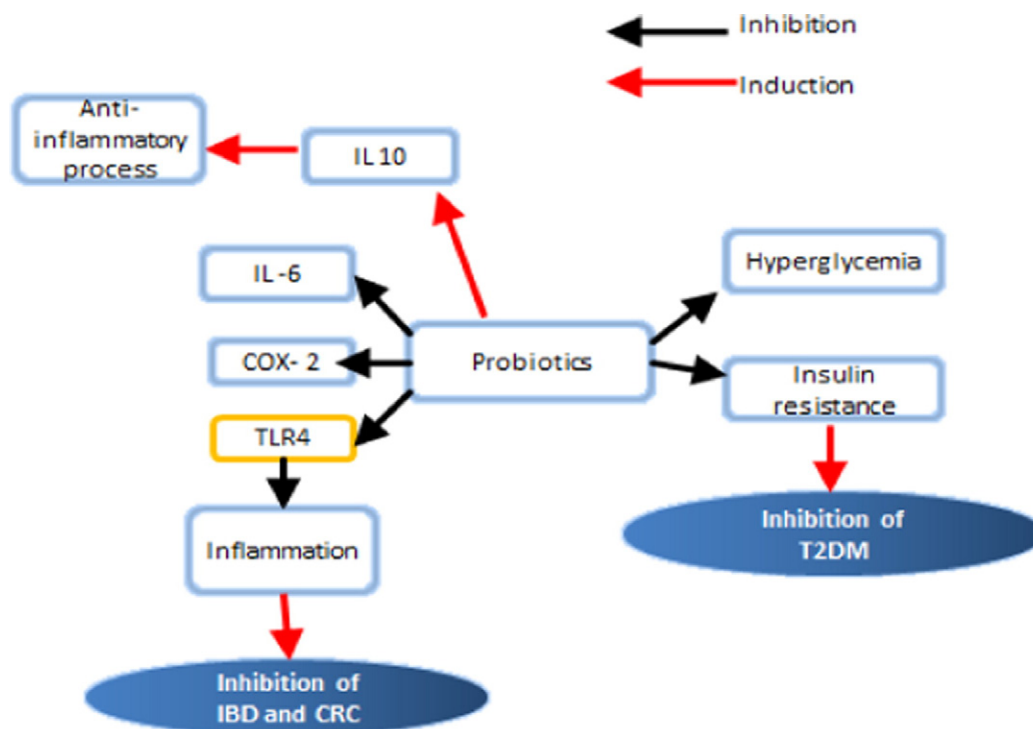 Inhibition
Induction
Anti-
inflammatory
process
IL 10
IL -6
Hyperglycemia
COX- 2
Probiotics
Insulin
resistance
TLR4
Inflammation
Inhibition of
T2DM
Inhibition of
IBD and CRC